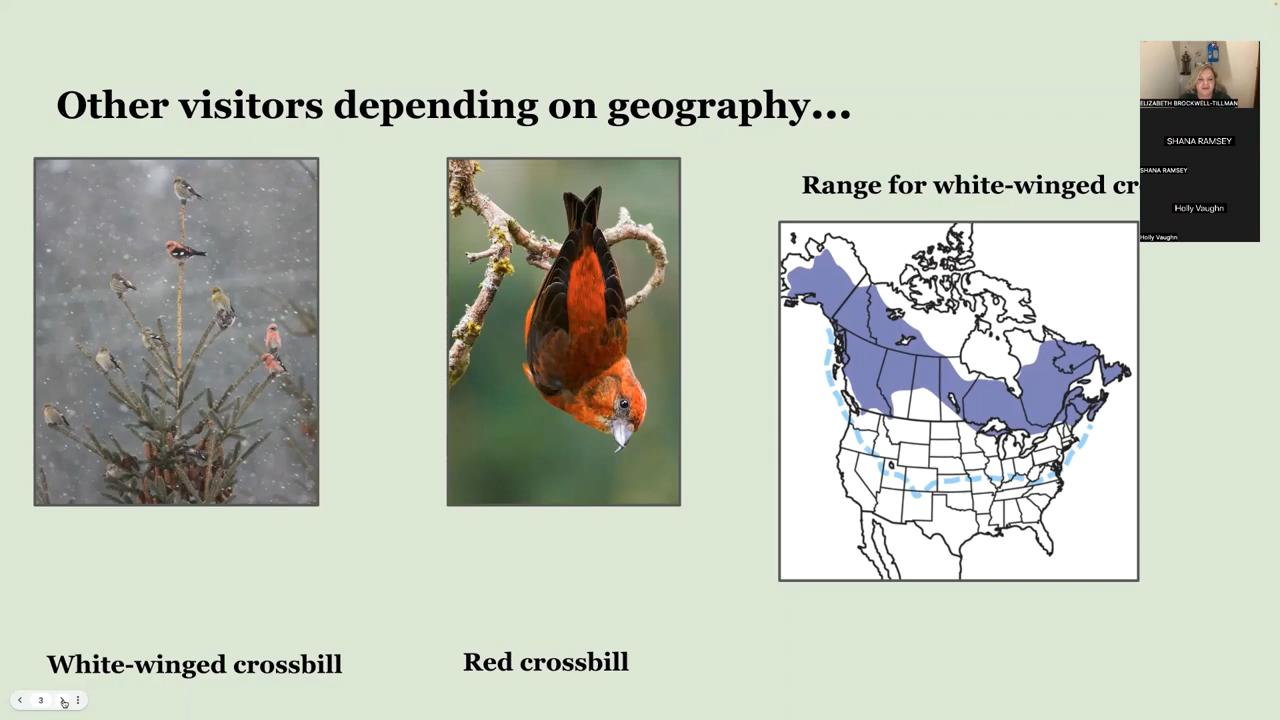 Other visitors depending on geography...
ELIZABETH BROCKWELL-TILLMAN
SHANA RAMSEY
SHANA RAMSEY
Range for white-winged cr
Holly Vaughn
Holly Vaughn
White-winged crossbill
Red crossbill
3